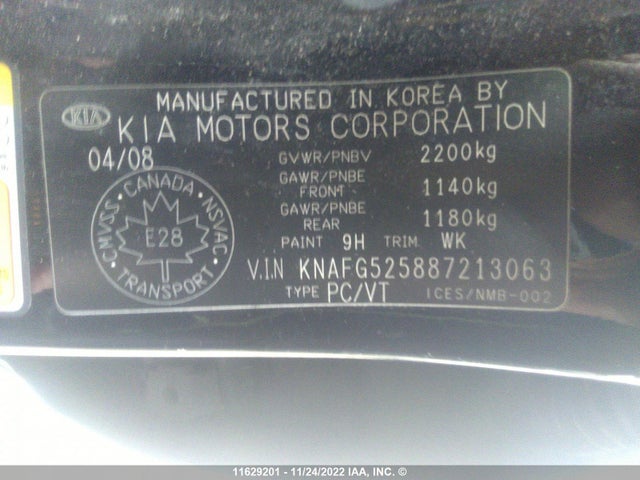 MANUFACTURED IN KOREA BY
KIA KIA MOTORS CORPORATION
04/08 GVWR/PNBV 2200kg
GAWR/PNBE FRONT 1140kg
GAWR/PNBE REAR 1180kg
PAINT 9H TRIM. WK
CANADA
CMVSS NSVAC
E28
TRANSPORT
V.I.N KNAFG525887213063
TYPE PC/VT ICES/NMB-002
11629201 - 11/24/2022 IAA, INC. ©